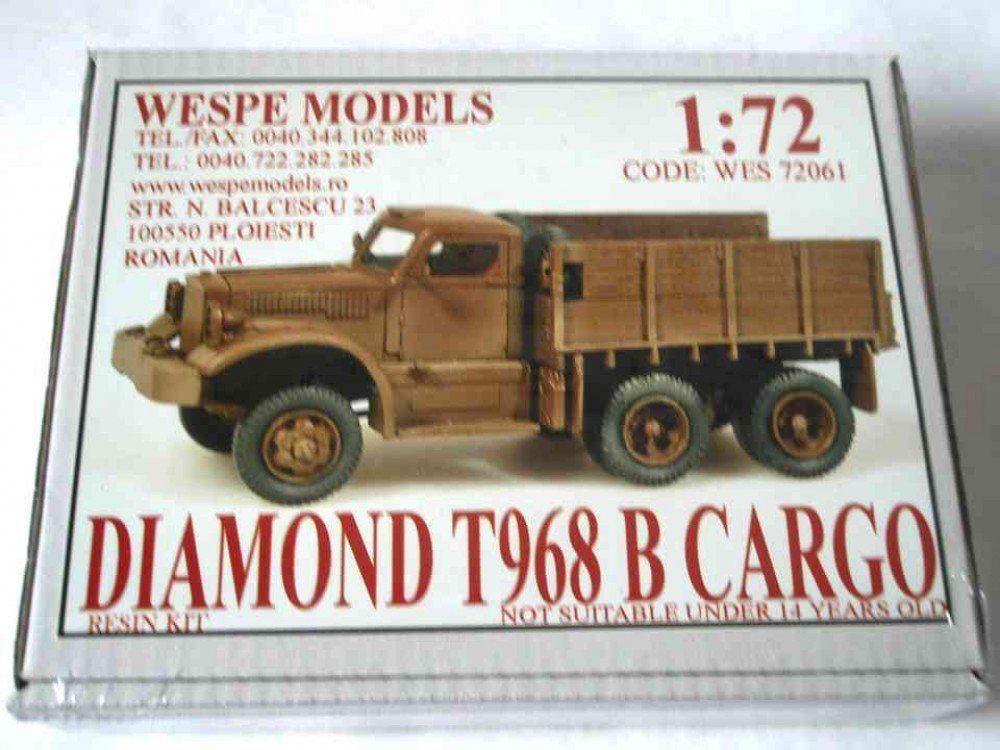 WESPE MODELS
TEL./FAX: 0040.344.102.808
TEL.: 0040.722.282.285
www.wespemodels.ro
STR. N. BALCESCU 23
100550 PLOIESTI
ROMANIA
1:72
CODE: WES 72061
DIAMOND T968 B CARGO
RESIN KIT
NOT SUITABLE UNDER 14 YEARS OLD